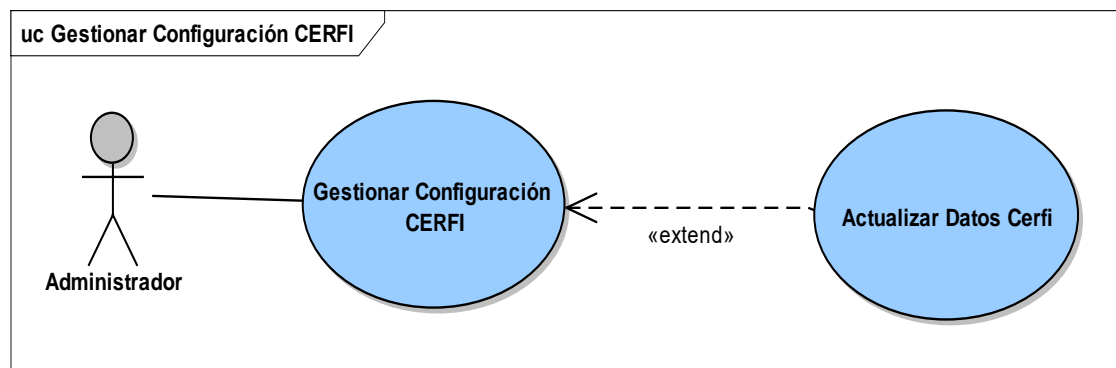 uc Gestionar Configuración CERFI
Gestionar Configuración
CERFI
«extend»
Actualizar Datos Cerfi
Administrador